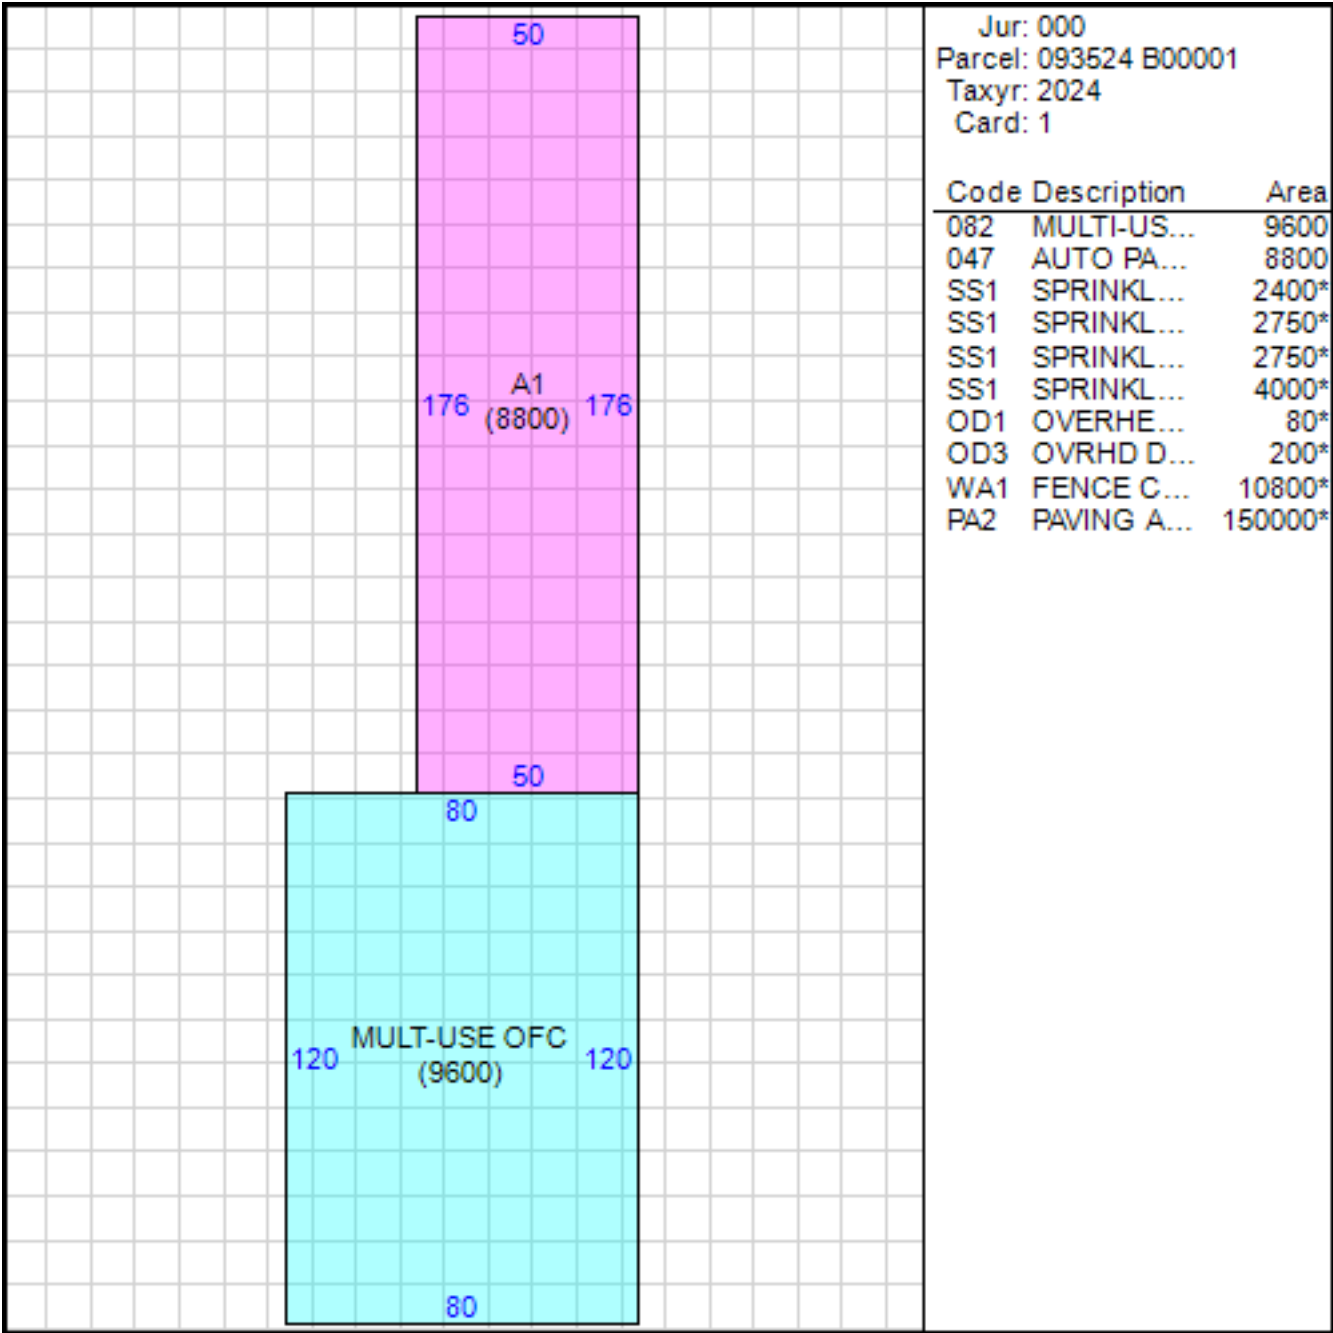 50
A1
(8800)
176
176
50
80
MULT-USE OFC
(9600)
120
120
80
Jur: 000
Parcel: 093524 B00001
Taxyr: 2024
Card: 1
Code Description Area
082 MULTI-US... 9600
047 AUTO PA... 8800
SS1 SPRINKL... 2400*
SS1 SPRINKL... 2750*
SS1 SPRINKL... 2750*
SS1 SPRINKL... 4000*
OD1 OVERHE... 80*
OD3 OVRHD D... 200*
WA1 FENCE C... 10800*
PA2 PAVING A... 150000*